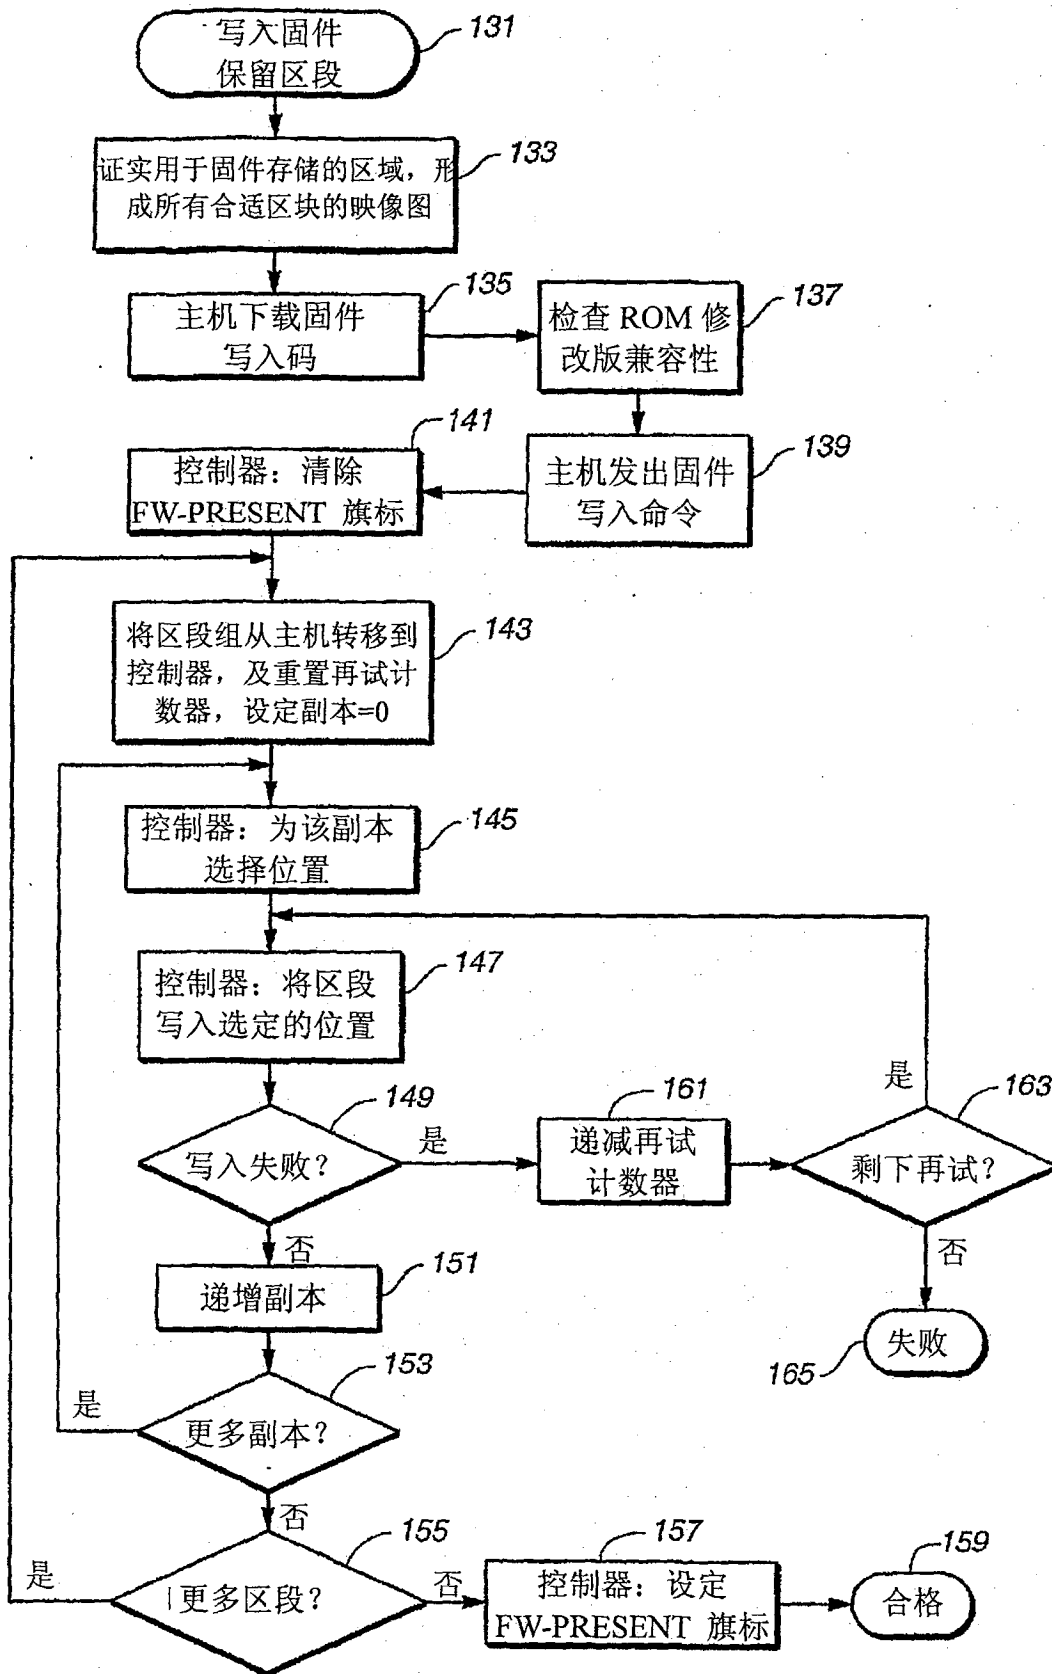 写入固件
保留区段
131
证实用于固件存储的区域，形
成所有合适区块的映像图
133
主机下载固件
写入码
135
检查 ROM 修
改版兼容性
137
主机发出固件
写入命令
139
控制器：清除
FW-PRESENT 旗标
141
将区段组从主机转移到
控制器，及重置再试计
数器，设定副本=0
143
控制器：为该副本
选择位置
145
控制器：将区段
写入选定的位置
147
写入失败？
149
是
递减再试
计数器
161
剩下再试？
163
是
否
失败
165
否
递增副本
151
更多副本？
153
是
否
更多区段？
155
是
否
控制器：设定
FW-PRESENT 旗标
157
合格
159